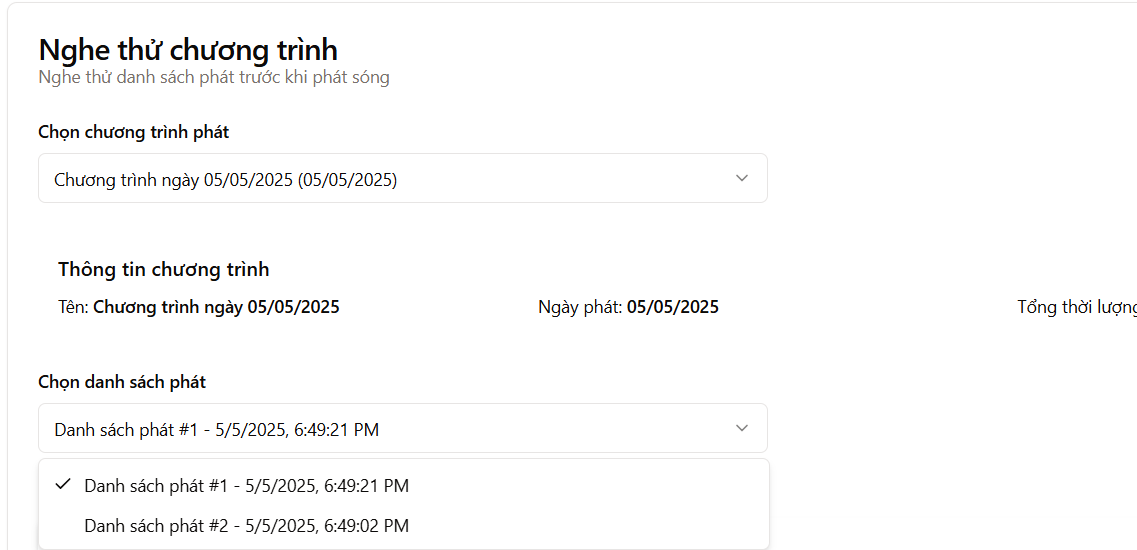 Nghe thử chương trình
Nghe thử danh sách phát trước khi phát sóng
Chọn chương trình phát
Chương trình ngày 05/05/2025 (05/05/2025)
Thông tin chương trình
Tên: Chương trình ngày 05/05/2025 Ngày phát: 05/05/2025 Tổng thời lượng
Chọn danh sách phát
Danh sách phát #1 - 5/5/2025, 6:49:21 PM
Danh sách phát #1 - 5/5/2025, 6:49:21 PM
Danh sách phát #2 - 5/5/2025, 6:49:02 PM